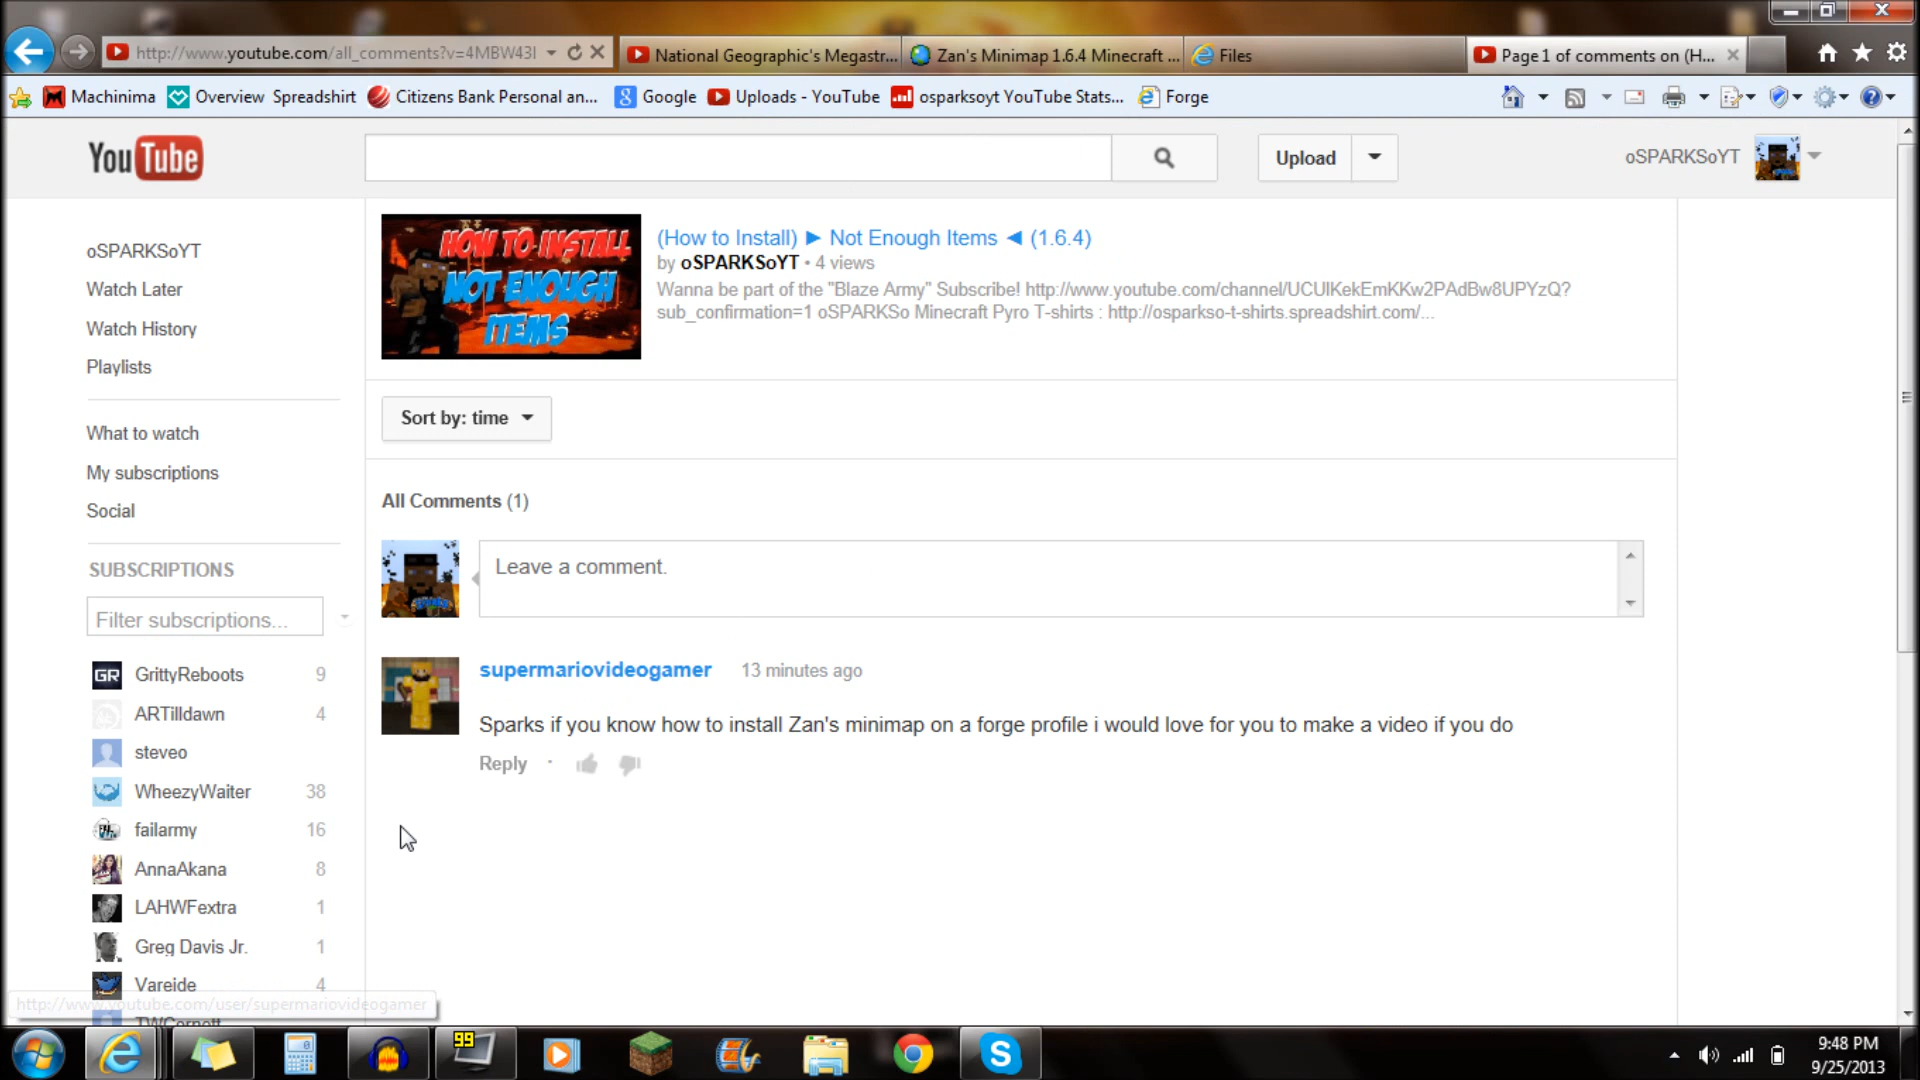 http://www.youtube.com/all_comments?v=4MBW43I
National Geographic's Megastr...
Zan's Minimap 1.6.4 Minecraft ...
Files
Page 1 of comments on (H...
Machinima
Overview
Spreadshirt
Citizens Bank Personal an...
Google
Uploads - YouTube
osparksoyt YouTube Stats...
Forge
YouTube
Upload
oSPARKSoYT
oSPARKSoYT
Watch Later
Watch History
Playlists
What to watch
My subscriptions
Social
SUBSCRIPTIONS
Filter subscriptions...
GrittyReboots 9
ARTilldawn 4
steveo
WheezyWaiter 38
failarmy 16
AnnaAkana 8
LAHWFextra 1
Greg Davis Jr. 1
Vareide 4
http://www.youtube.com/user/supermariovideogamer
HOW TO INSTALL
NOT ENOUGH
ITEMS
(How to Install) ► Not Enough Items ◄ (1.6.4)
by oSPARKSoYT • 4 views
Wanna be part of the "Blaze Army" Subscribe! http://www.youtube.com/channel/UCUlKekEmKKw2PAdBw8UPYzQ?
sub_confirmation=1 oSPARKSo Minecraft Pyro T-shirts : http://osparkso-t-shirts.spreadshirt.com/...
Sort by: time
All Comments (1)
Leave a comment.
supermariovideogamer 13 minutes ago
Sparks if you know how to install Zan's minimap on a forge profile i would love for you to make a video if you do
Reply
99
9:48 PM
9/25/2013